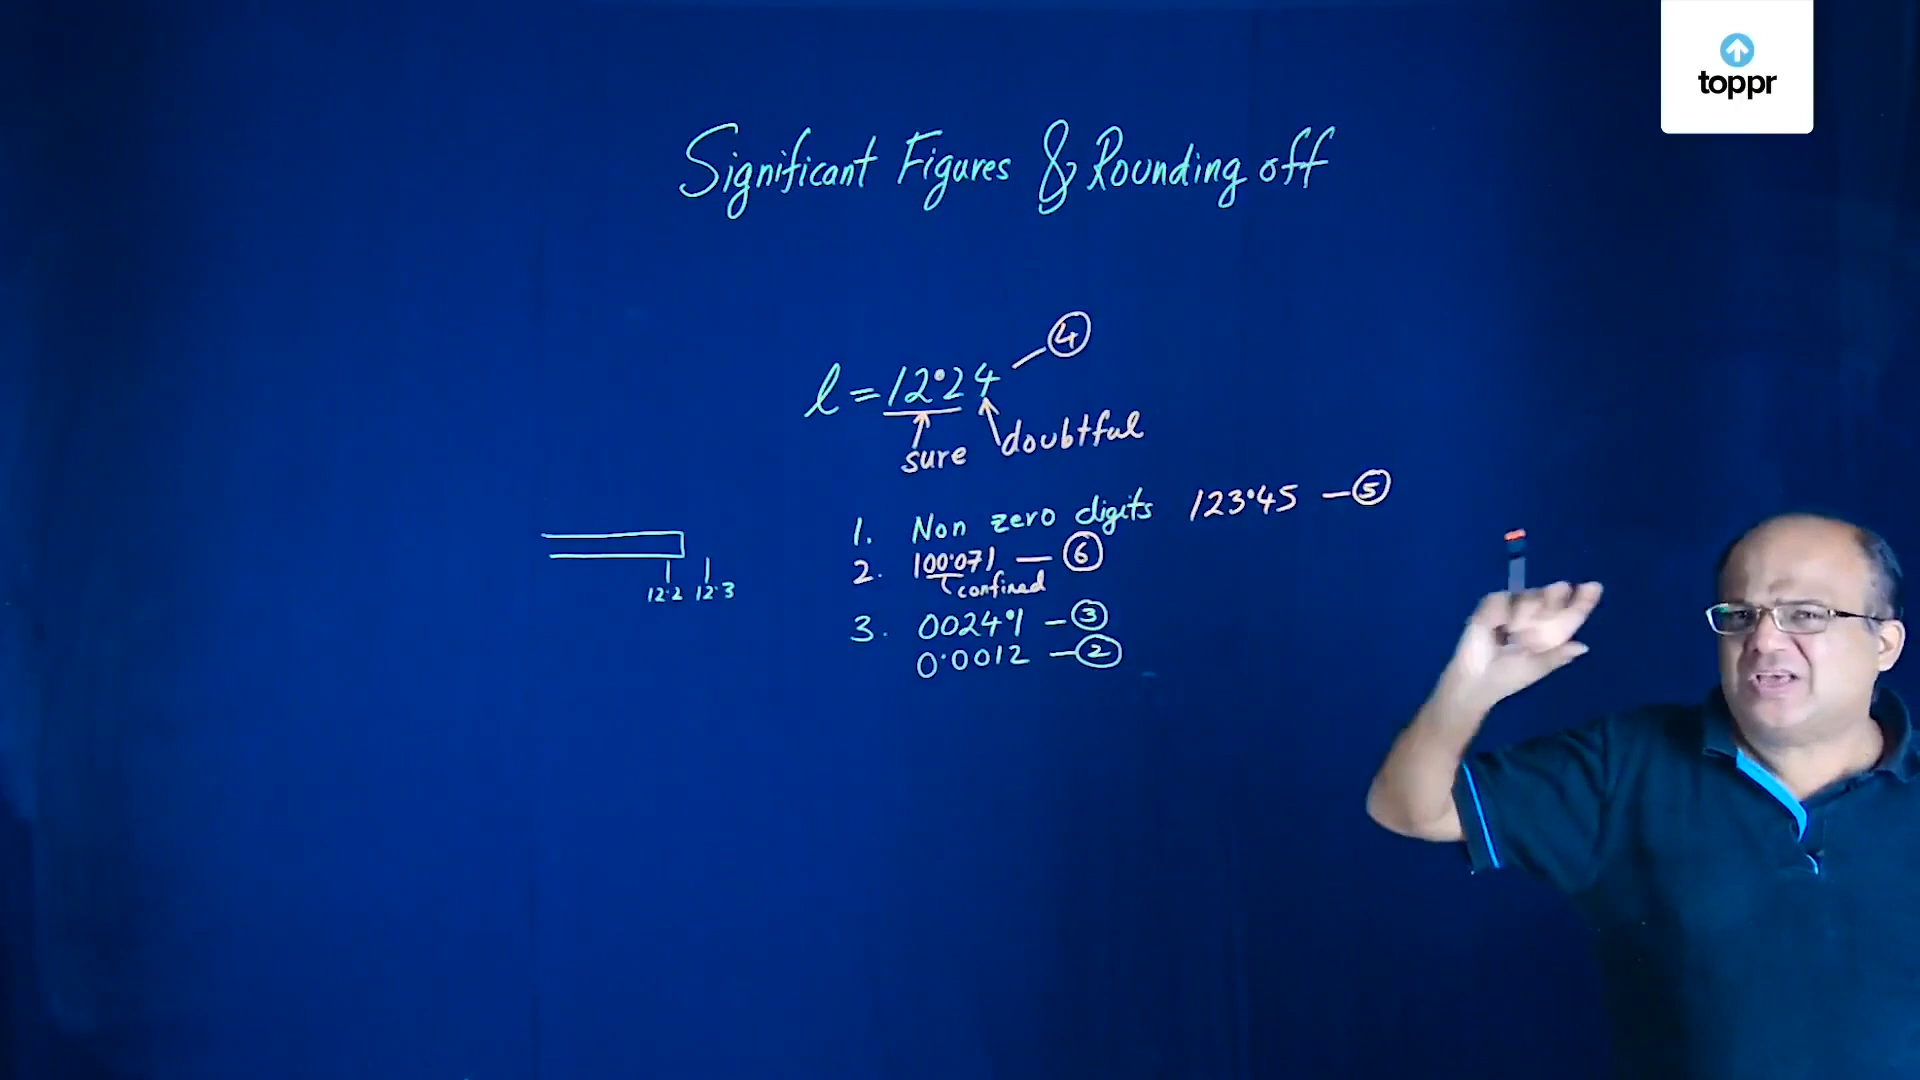 toppr
Significant Figures & Rounding off
4
l = 12.24
sure doubtful
1. Non zero digits 123.45 — 5
2. 100.071 — 6
confined
3. 0024.1 — 3
0.0012 — 2
12.2 12.3